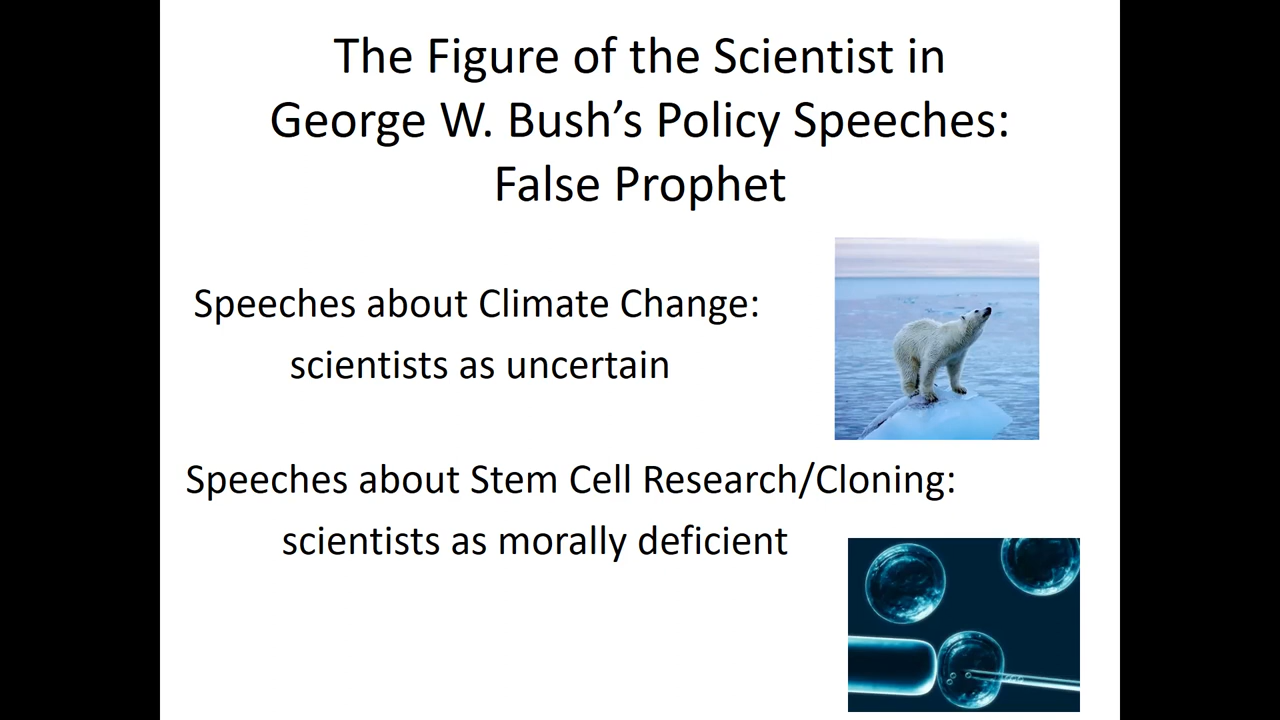 The Figure of the Scientist in
George W. Bush’s Policy Speeches:
False Prophet
Speeches about Climate Change:
scientists as uncertain
Speeches about Stem Cell Research/Cloning:
scientists as morally deficient